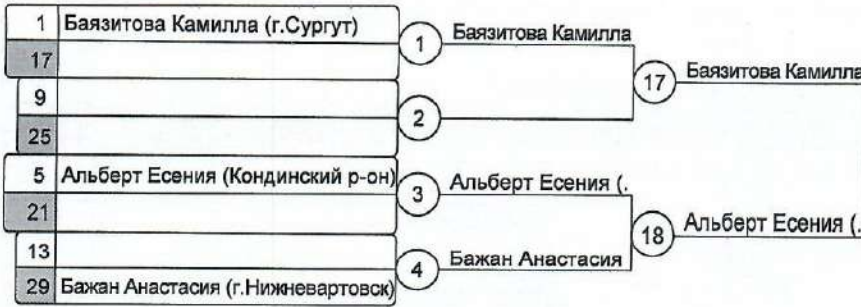 1 Баязитова Камилла (г.Сургут)
17
1 Баязитова Камилла
9
25
2
17 Баязитова Камилла
5 Альберт Есения (Кондинский р-он)
21
3 Альберт Есения (.
13
29 Бажан Анастасия (г.Нижневартовск)
4 Бажан Анастасия
18 Альберт Есения (.